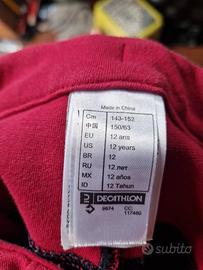 Made in China
Cm 143-152
中国 150/63
EU 12 ans
US 12 years
BR 12
RU 12 лет
MX 12 años
ID 12 Tahun
DECATHLON
CC:
subito